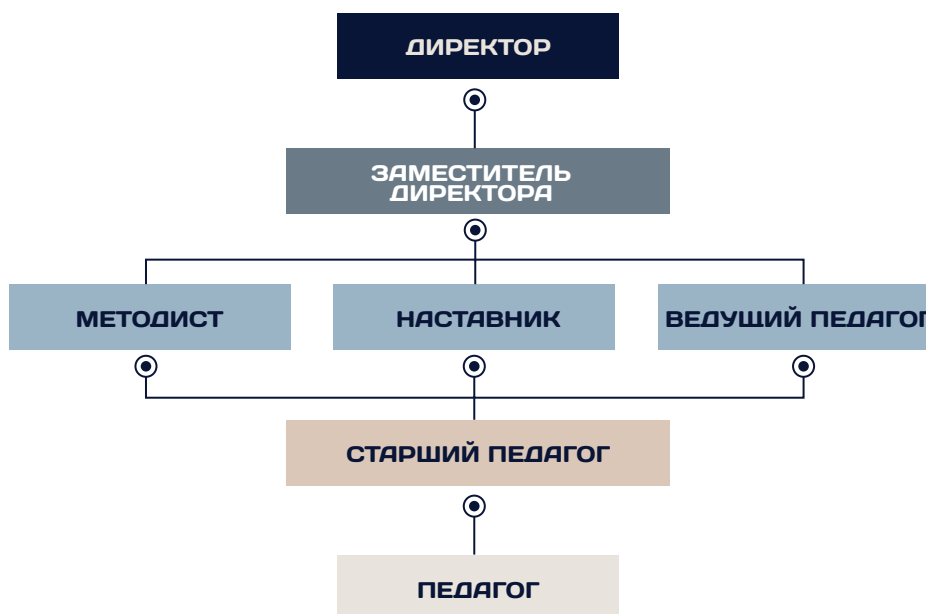 ДИРЕКТОР
ЗАМЕСТИТЕЛЬ
ДИРЕКТОРА
МЕТОДИСТ
НАСТАВНИК
ВЕДУЩИЙ ПЕДАГОГ
СТАРШИЙ ПЕДАГОГ
ПЕДАГОГ